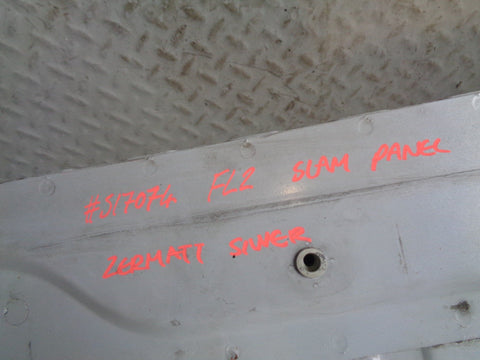 #S17074 FL2 SLAM PANEL
ZERMATT SILVER